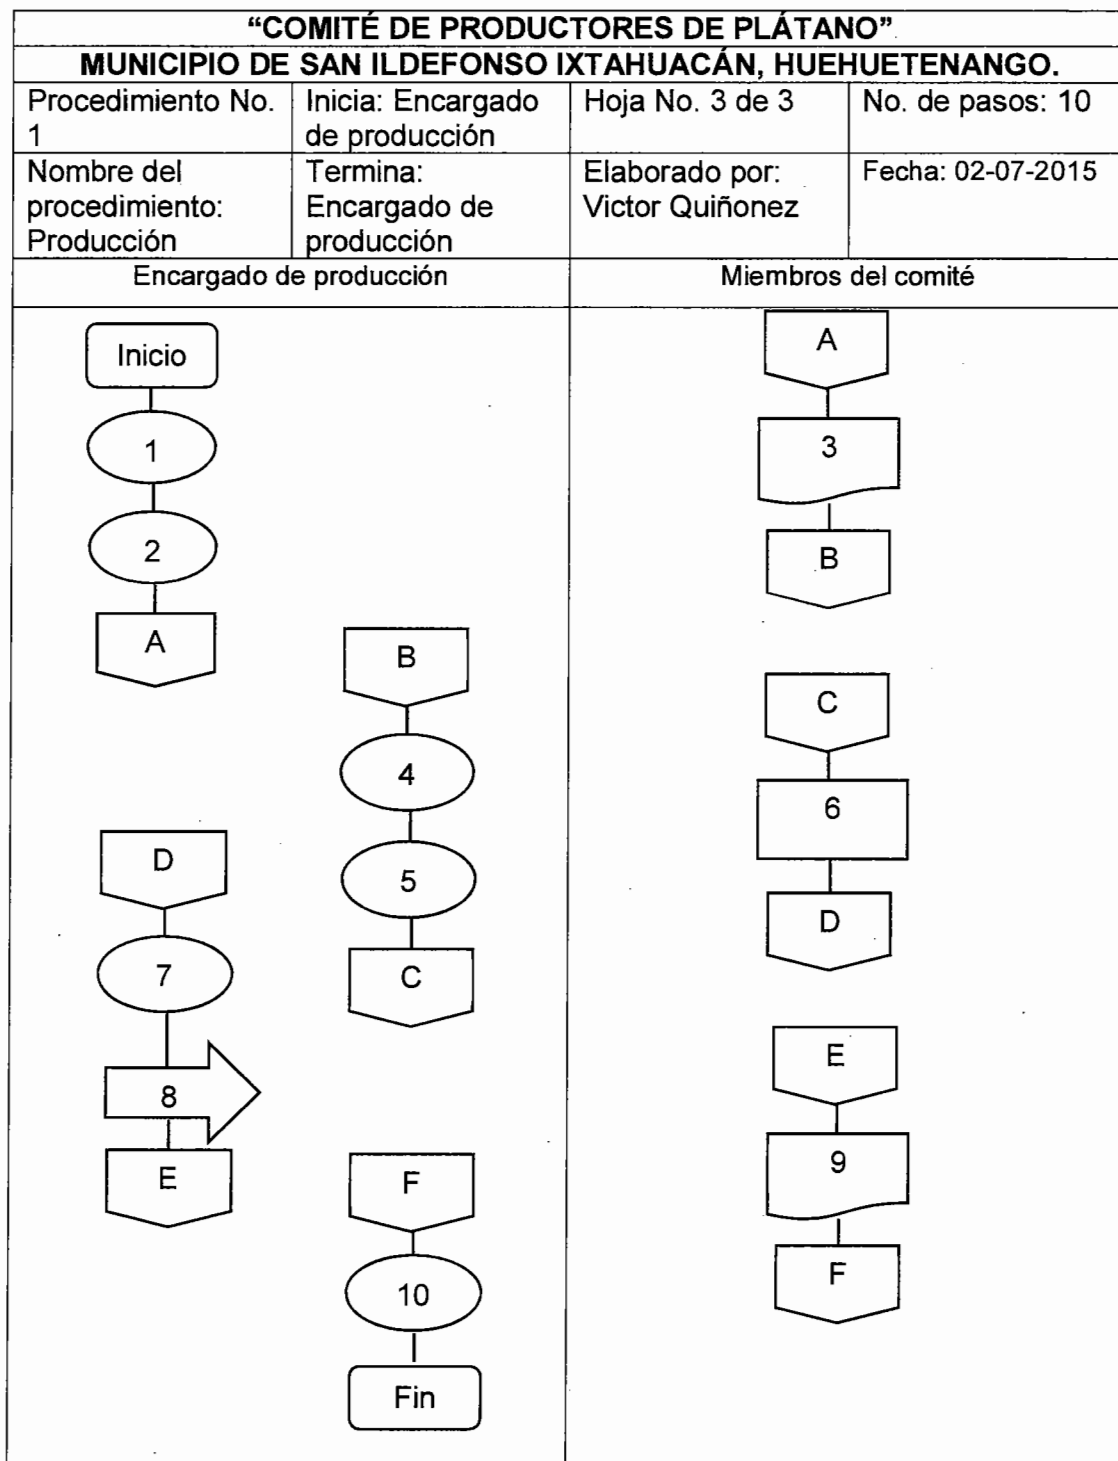 “COMITÉ DE PRODUCTORES DE PLÁTANO”
MUNICIPIO DE SAN ILDEFONSO IXTAHUACÁN, HUEHUETENANGO.
Procedimiento No.
1
Inicia: Encargado
de producción
Hoja No. 3 de 3
No. de pasos: 10
Nombre del
procedimiento:
Producción
Termina:
Encargado de
producción
Elaborado por:
Victor Quiñonez
Fecha: 02-07-2015
Encargado de producción
Inicio
1
2
A
B
4
5
C
D
7
8
E
F
10
Fin
Miembros del comité
A
3
B
C
6
D
E
9
F